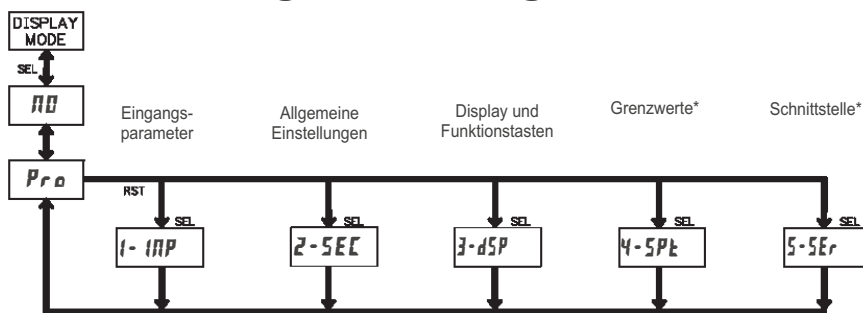 DISPLAY
MODE
SEL
NO
Pro
Eingangs-
parameter
Allgemeine
Einstellungen
Display und
Funktionstasten
Grenzwerte*
Schnittstelle*
RST
SEL
SEL
SEL
SEL
SEL
1-INP
2-SEC
3-dSP
4-SPt
5-SEr